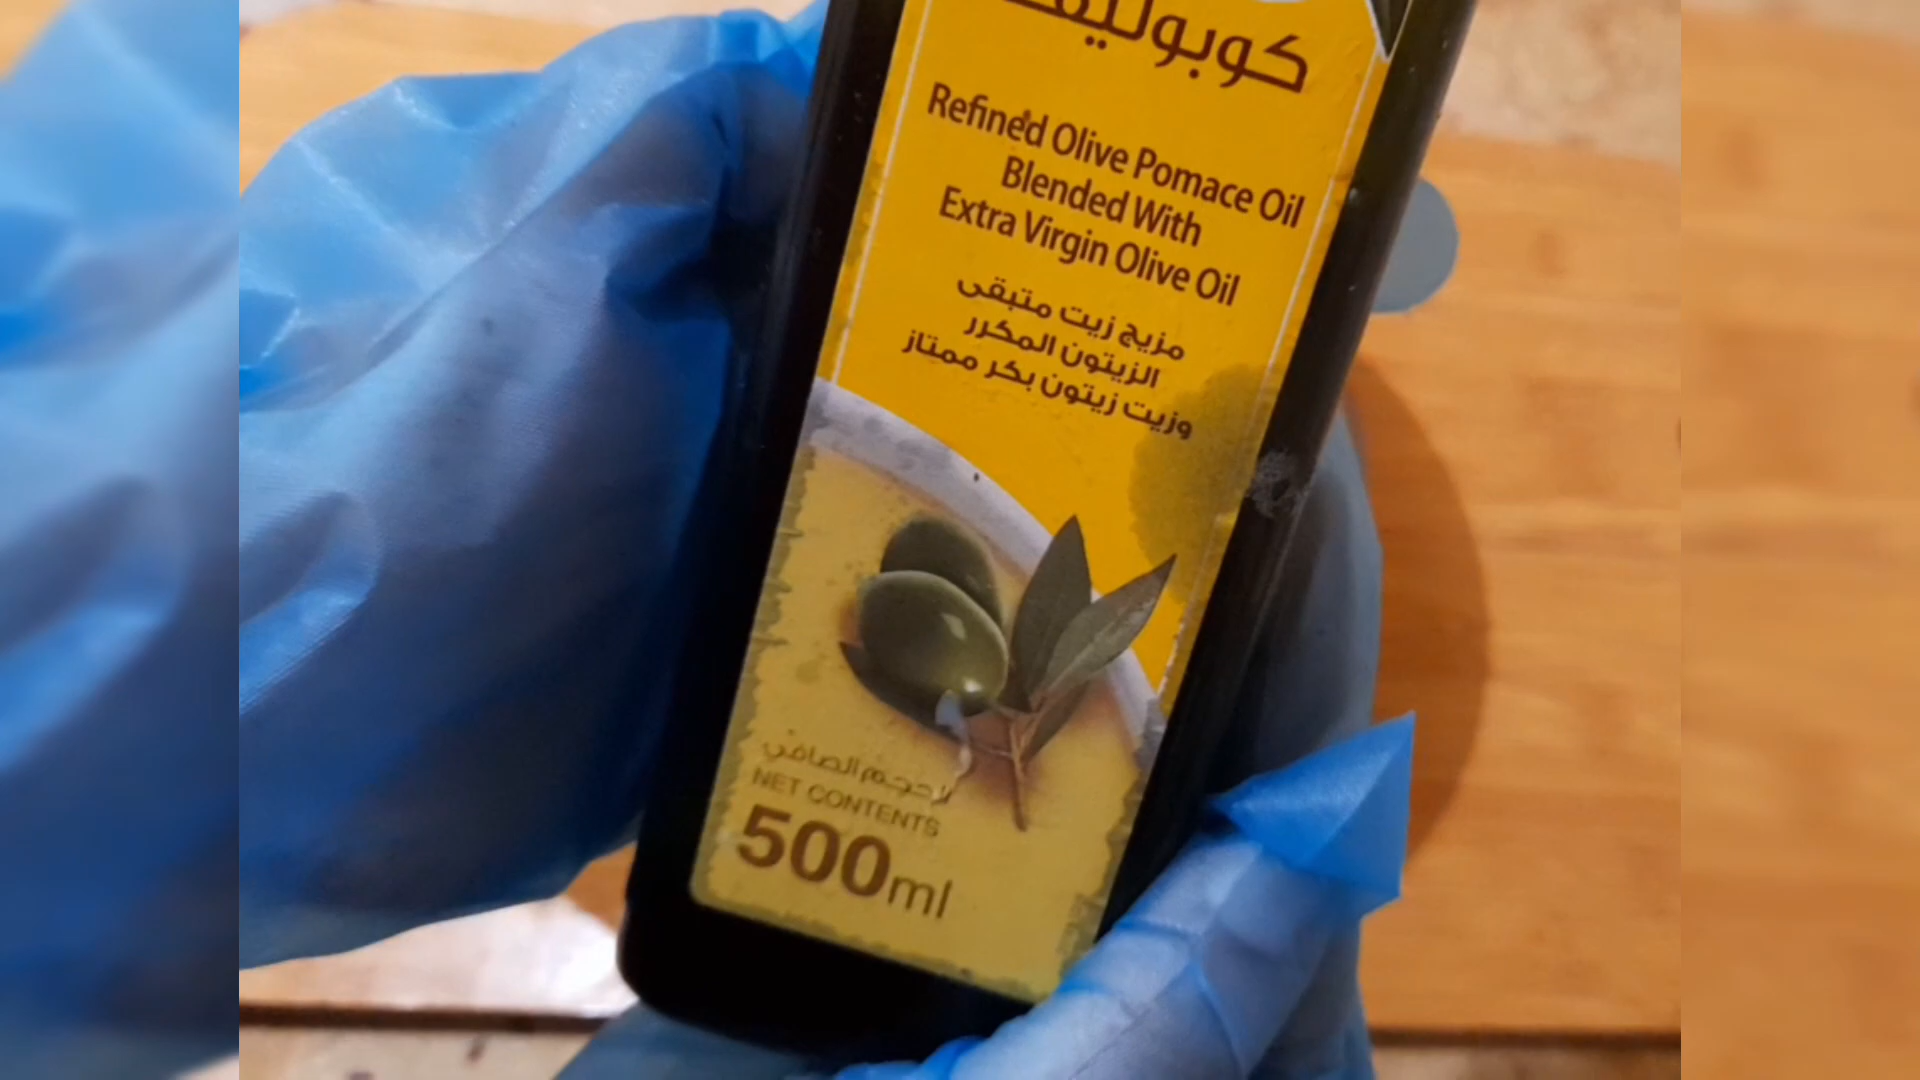 Refined Olive Pomace Oil
Blended With
Extra Virgin Olive Oil
مزيج زيت متبقى
الزيتون المكرر
وزيت زيتون بكر ممتاز
الحجم الصافي
NET CONTENTS
500ml